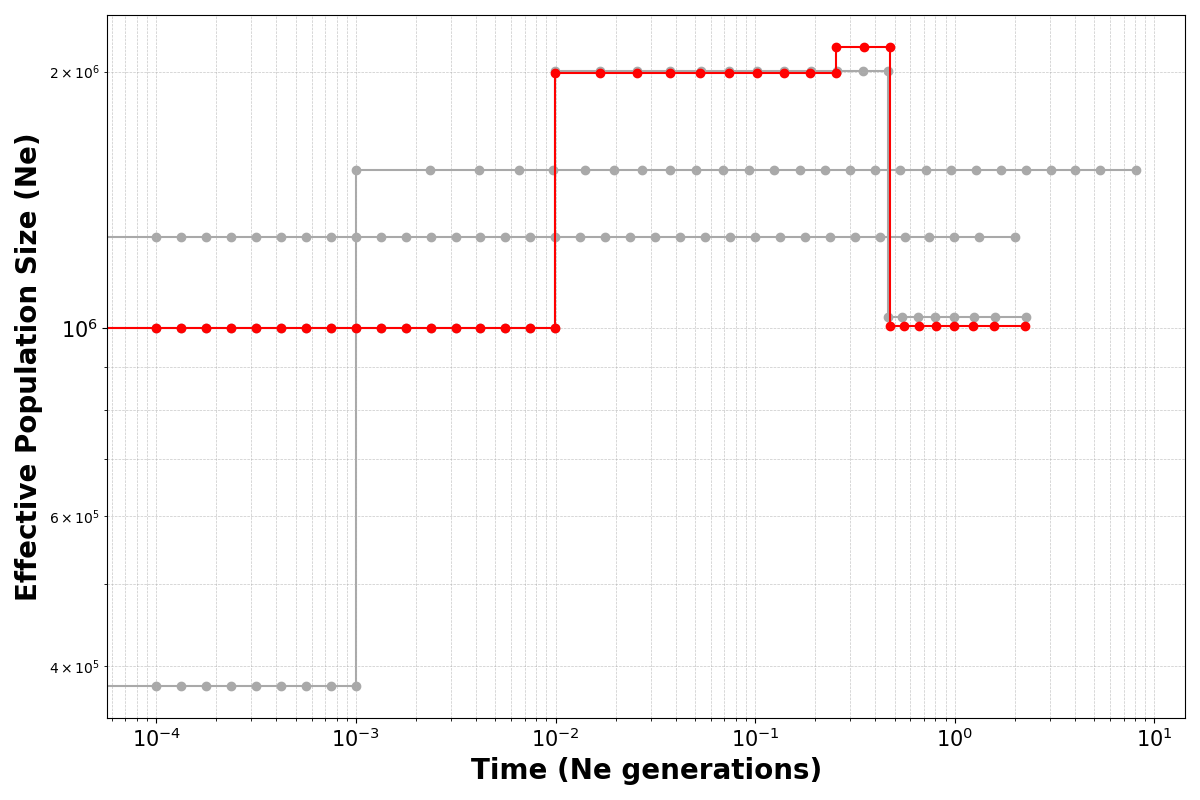 Effective Population Size (Ne)
2 × 10⁶
10⁶
6 × 10⁵
4 × 10⁵
10⁻⁴ 10⁻³ 10⁻² 10⁻¹ 10⁰ 10¹
Time (Ne generations)